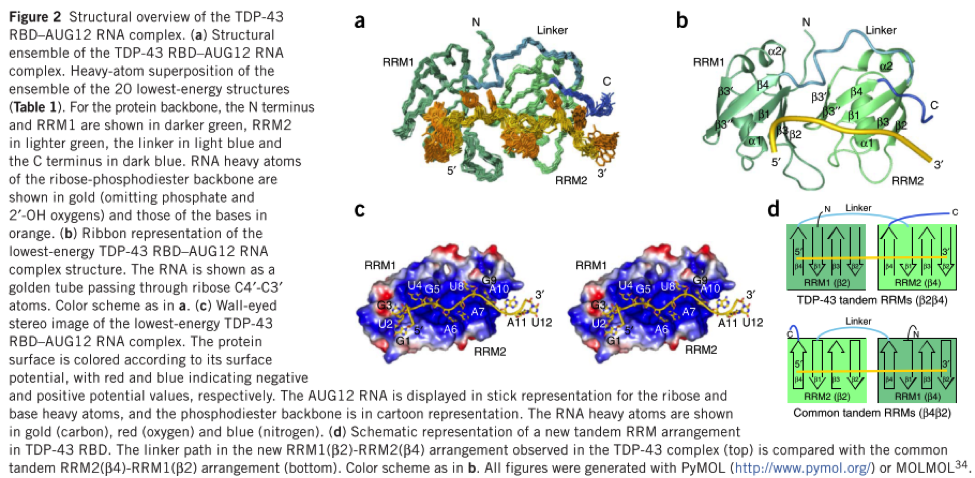 Figure 2 Structural overview of the TDP-43
RBD–AUG12 RNA complex. (a) Structural
ensemble of the TDP-43 RBD–AUG12 RNA
complex. Heavy-atom superposition of the
ensemble of the 20 lowest-energy structures
(Table 1). For the protein backbone, the N terminus
and RRM1 are shown in darker green, RRM2
in lighter green, the linker in light blue and
the C terminus in dark blue. RNA heavy atoms
of the ribose-phosphodiester backbone are
shown in gold (omitting phosphate and
2′-OH oxygens) and those of the bases in
orange. (b) Ribbon representation of the
lowest-energy TDP-43 RBD–AUG12 RNA
complex structure. The RNA is shown as a
golden tube passing through ribose C4′-C3′
atoms. Color scheme as in a. (c) Wall-eyed
stereo image of the lowest-energy TDP-43
RBD–AUG12 RNA complex. The protein
surface is colored according to its surface
potential, with red and blue indicating negative
and positive potential values, respectively. The AUG12 RNA is displayed in stick representation for the ribose and
base heavy atoms, and the phosphodiester backbone is in cartoon representation. The RNA heavy atoms are shown
in gold (carbon), red (oxygen) and blue (nitrogen). (d) Schematic representation of a new tandem RRM arrangement
in TDP-43 RBD. The linker path in the new RRM1(β2)-RRM2(β4) arrangement observed in the TDP-43 complex (top) is compared with the common
tandem RRM2(β4)-RRM1(β2) arrangement (bottom). Color scheme as in b. All figures were generated with PyMOL (http://www.pymol.org/) or MOLMOL34.
a
N
Linker
RRM1
C
5′
3′
RRM2
b
N
Linker
RRM1
α2
α2
β4
β4
β3′
β3′′
β3′′
β3′′
β1
β1
C
β3
β2
β3
β2
α1
α1
5′
3′
RRM2
c
RRM1
U4
G5
U8
G9
A10
G3
U2
G1
5′
A6
A7
3′
A11
U12
RRM2
RRM1
U4
G5
U8
G9
A10
G3
U2
G1
5′
A6
A7
3′
A11
U12
RRM2
d
N
Linker
C
5′
3′
β4
β1
β3
β2
β4
β1
β3
β2
RRM1 (β2)
RRM2 (β4)
TDP-43 tandem RRMs (β2β4)
C
Linker
N
5′
3′
β4
β1
β3
β2
β4
β1
β3
β2
RRM2 (β2)
RRM1 (β4)
Common tandem RRMs (β4β2)